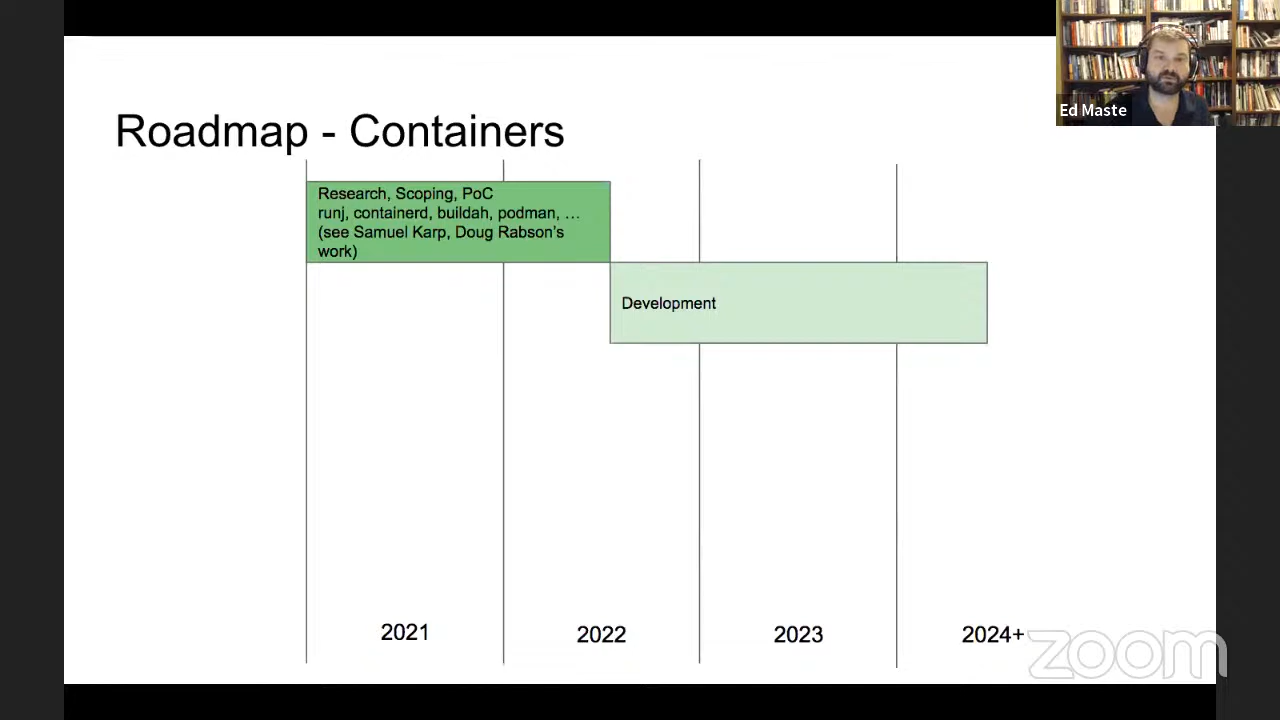 Ed Maste
Roadmap - Containers
Research, Scoping, PoC
runj, containerd, buildah, podman, …
(see Samuel Karp, Doug Rabson's
work)
Development
2021
2022
2023
2024+
zoom